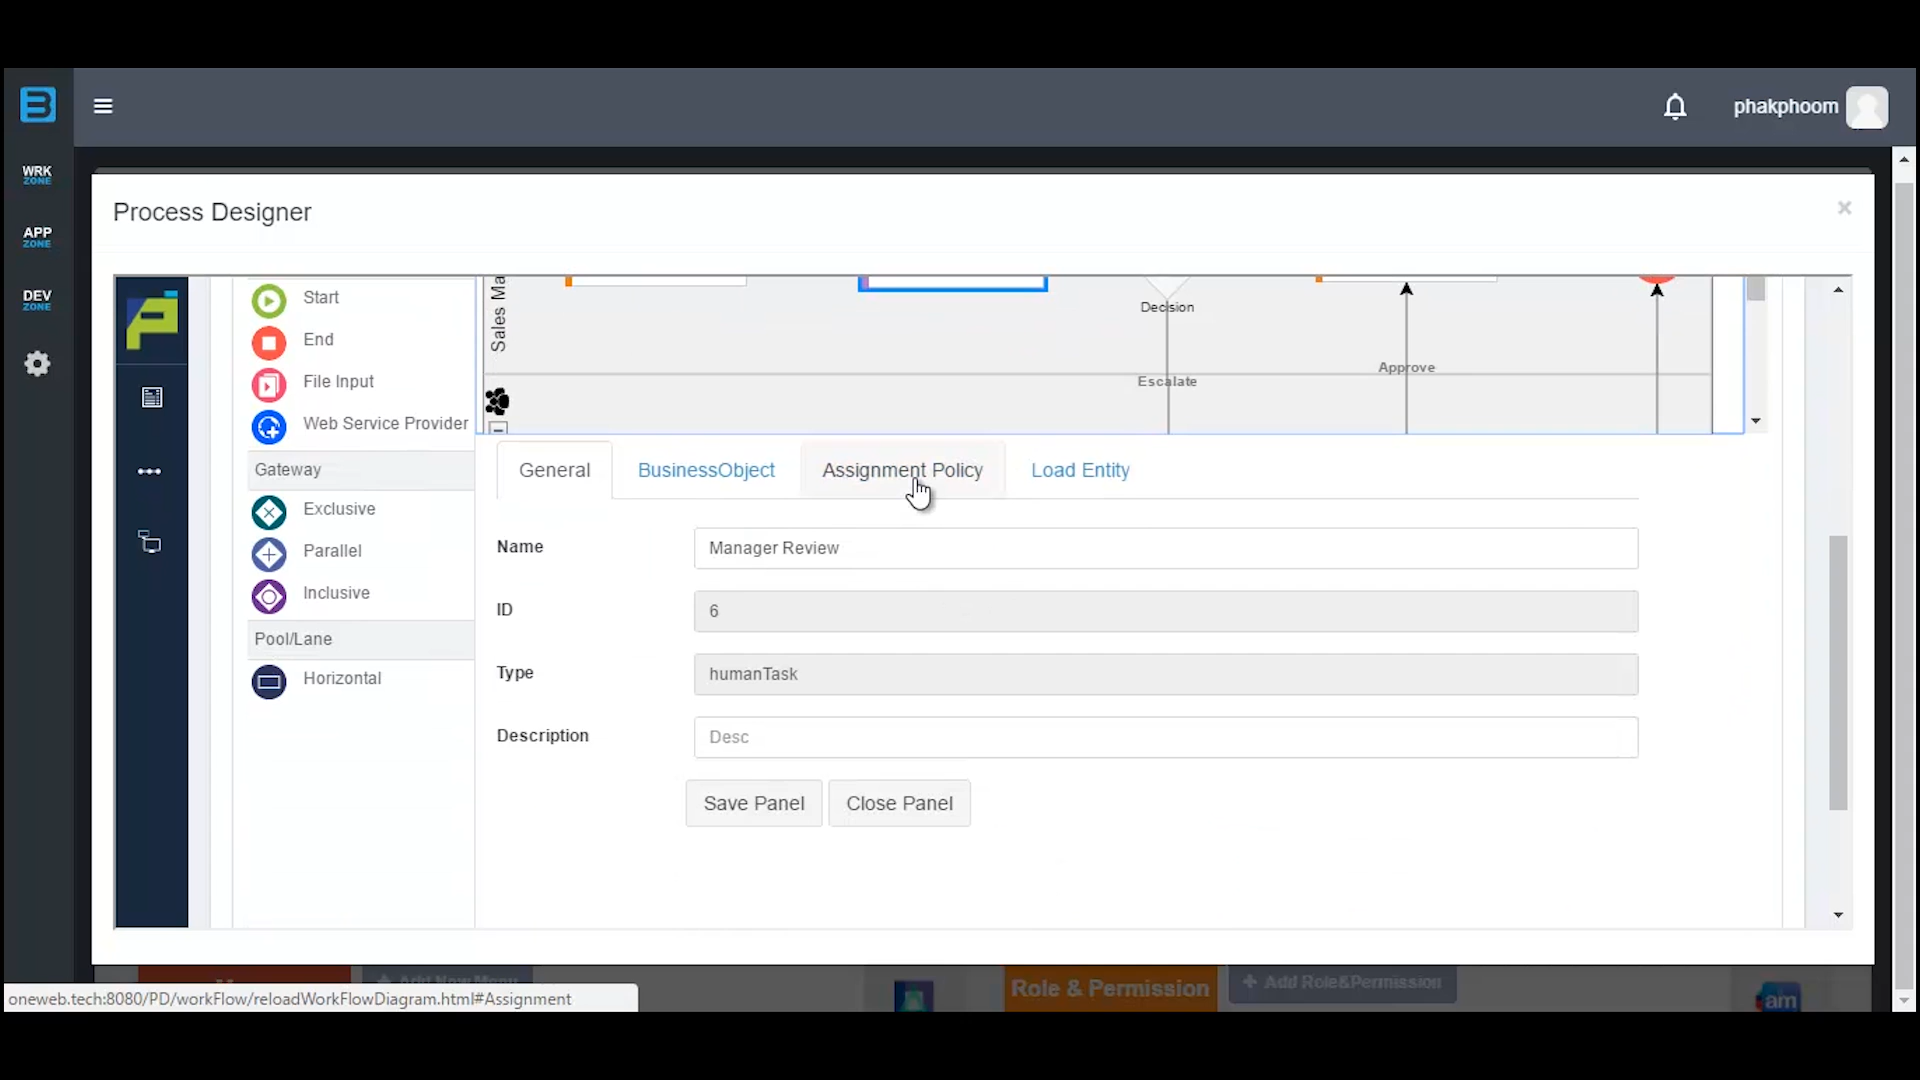 phakphoom
WRK
ZONE
APP
ZONE
DEV
ZONE
Process Designer
×
Start
End
File Input
Web Service Provider
Gateway
Exclusive
Parallel
Inclusive
Pool/Lane
Horizontal
Sales Ma
Decision
Escalate
Approve
General
BusinessObject
Assignment Policy
Load Entity
Name
Manager Review
ID
6
Type
humanTask
Description
Desc
Save Panel
Close Panel
+ Add New Menu
Role & Permission
+ Add Role&Permission
am
oneweb.tech:8080/PD/workFlow/reloadWorkFlowDiagram.html#Assignment